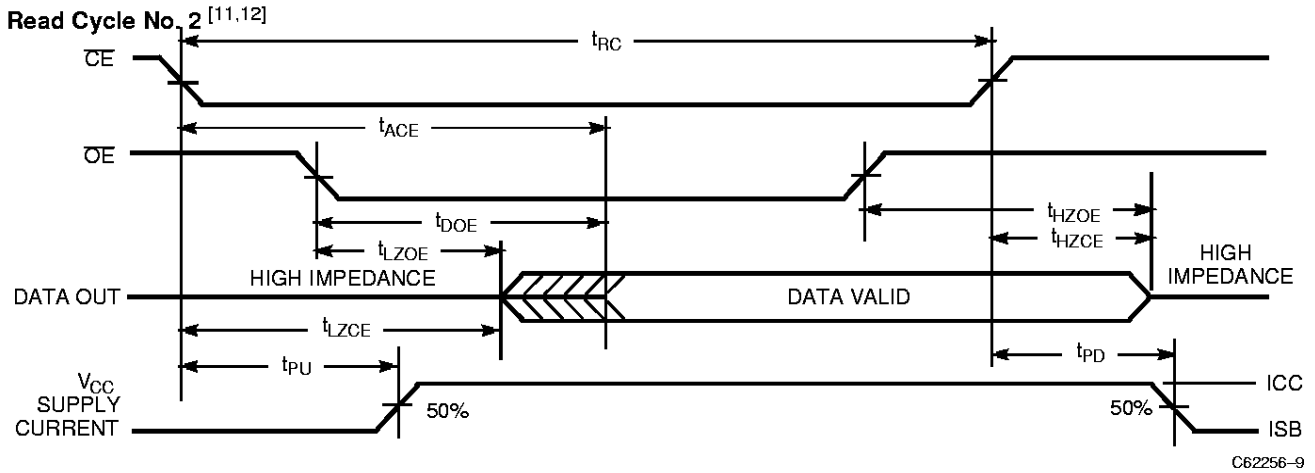 Read Cycle No. 2 [11,12]
tRC
CE
tACE
OE
tDOE
tHZOE
tLZOE
tHZCE
HIGH IMPEDANCE
HIGH
IMPEDANCE
DATA OUT
DATA VALID
tLZCE
tPU
tPD
VCC
SUPPLY
CURRENT
50%
50%
ICC
ISB
C62256–9